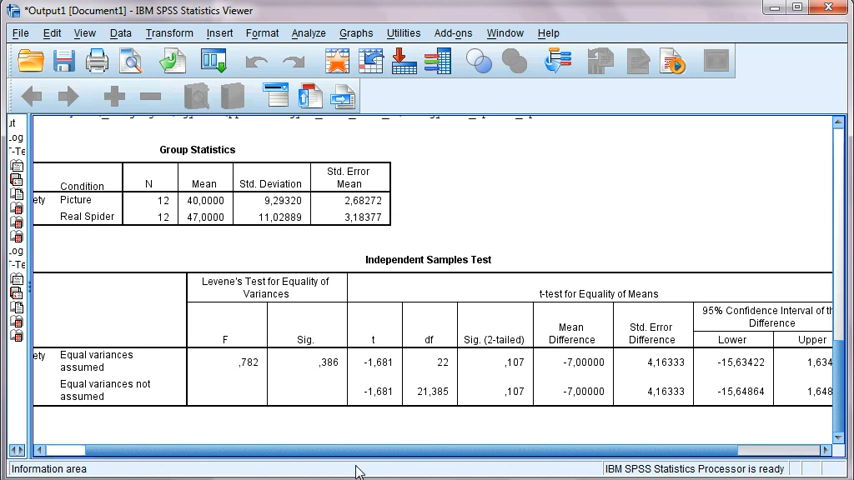 *Output1 [Document1] - IBM SPSS Statistics Viewer
File Edit View Data Transform Insert Format Analyze Graphs Utilities Add-ons Window Help
ut
Log
Group Statistics
Condition N Mean Std. Deviation Std. Error Mean
ety Picture 12 40,0000 9,29320 2,68272
Real Spider 12 47,0000 11,02889 3,18377
Log
Independent Samples Test
Levene's Test for Equality of Variances t-test for Equality of Means
95% Confidence Interval of th
Difference
F Sig. t df Sig. (2-tailed) Mean Difference Std. Error Difference Lower Upper
ety Equal variances assumed ,782 ,386 -1,681 22 ,107 -7,00000 4,16333 -15,63422 1,634
Equal variances not assumed -1,681 21,385 ,107 -7,00000 4,16333 -15,64864 1,648
Information area IBM SPSS Statistics Processor is ready